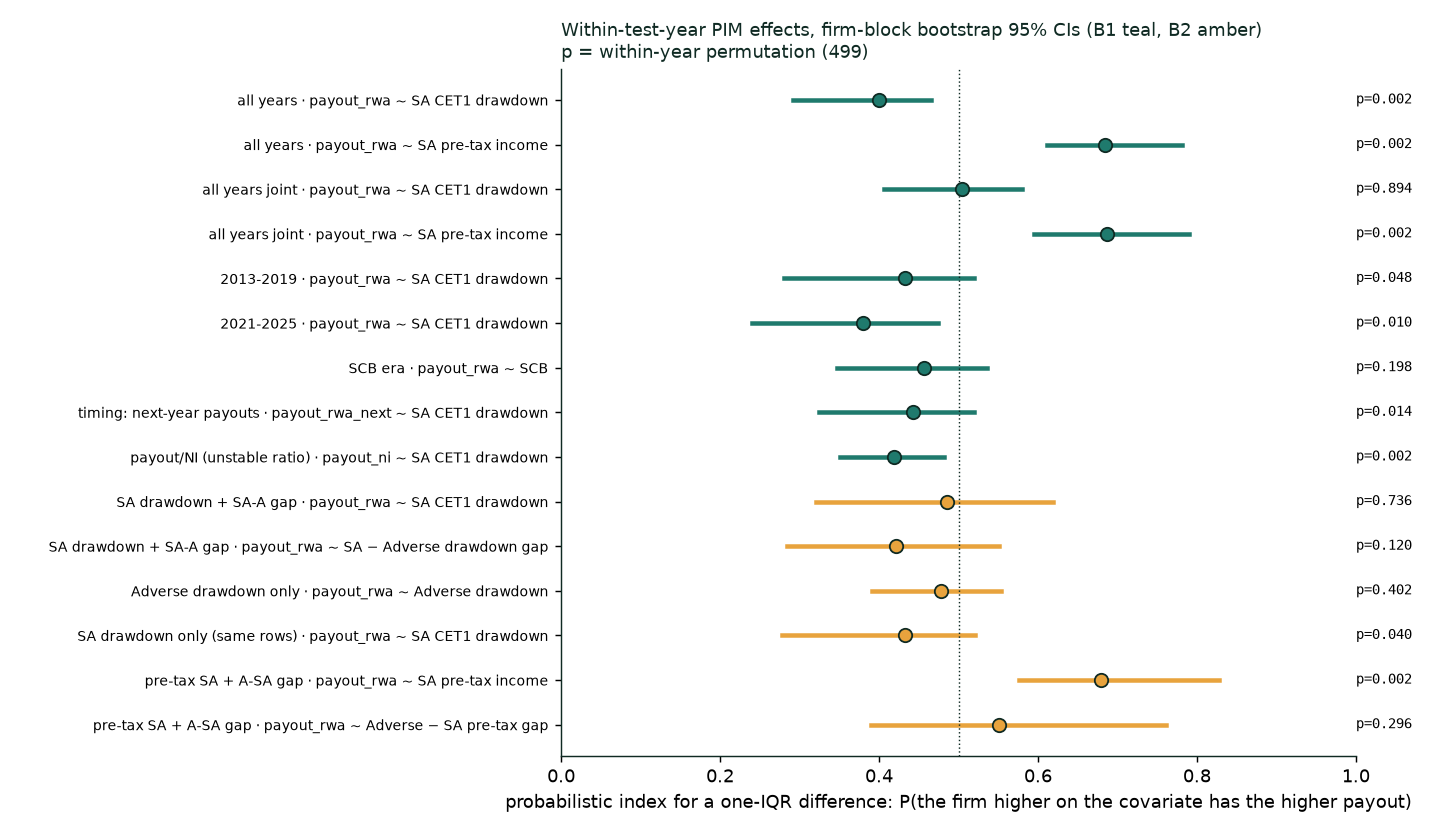 Within-test-year PIM effects, firm-block bootstrap 95% CIs (B1 teal, B2 amber)
p = within-year permutation (499)
all years · payout_rwa ~ SA CET1 drawdown
p=0.002
all years · payout_rwa ~ SA pre-tax income
p=0.002
all years joint · payout_rwa ~ SA CET1 drawdown
p=0.894
all years joint · payout_rwa ~ SA pre-tax income
p=0.002
2013-2019 · payout_rwa ~ SA CET1 drawdown
p=0.048
2021-2025 · payout_rwa ~ SA CET1 drawdown
p=0.010
SCB era · payout_rwa ~ SCB
p=0.198
timing: next-year payouts · payout_rwa_next ~ SA CET1 drawdown
p=0.014
payout/NI (unstable ratio) · payout_ni ~ SA CET1 drawdown
p=0.002
SA drawdown + SA-A gap · payout_rwa ~ SA CET1 drawdown
p=0.736
SA drawdown + SA-A gap · payout_rwa ~ SA − Adverse drawdown gap
p=0.120
Adverse drawdown only · payout_rwa ~ Adverse drawdown
p=0.402
SA drawdown only (same rows) · payout_rwa ~ SA CET1 drawdown
p=0.040
pre-tax SA + A-SA gap · payout_rwa ~ SA pre-tax income
p=0.002
pre-tax SA + A-SA gap · payout_rwa ~ Adverse − SA pre-tax gap
p=0.296
0.0 0.2 0.4 0.6 0.8 1.0
probabilistic index for a one-IQR difference: P(the firm higher on the covariate has the higher payout)